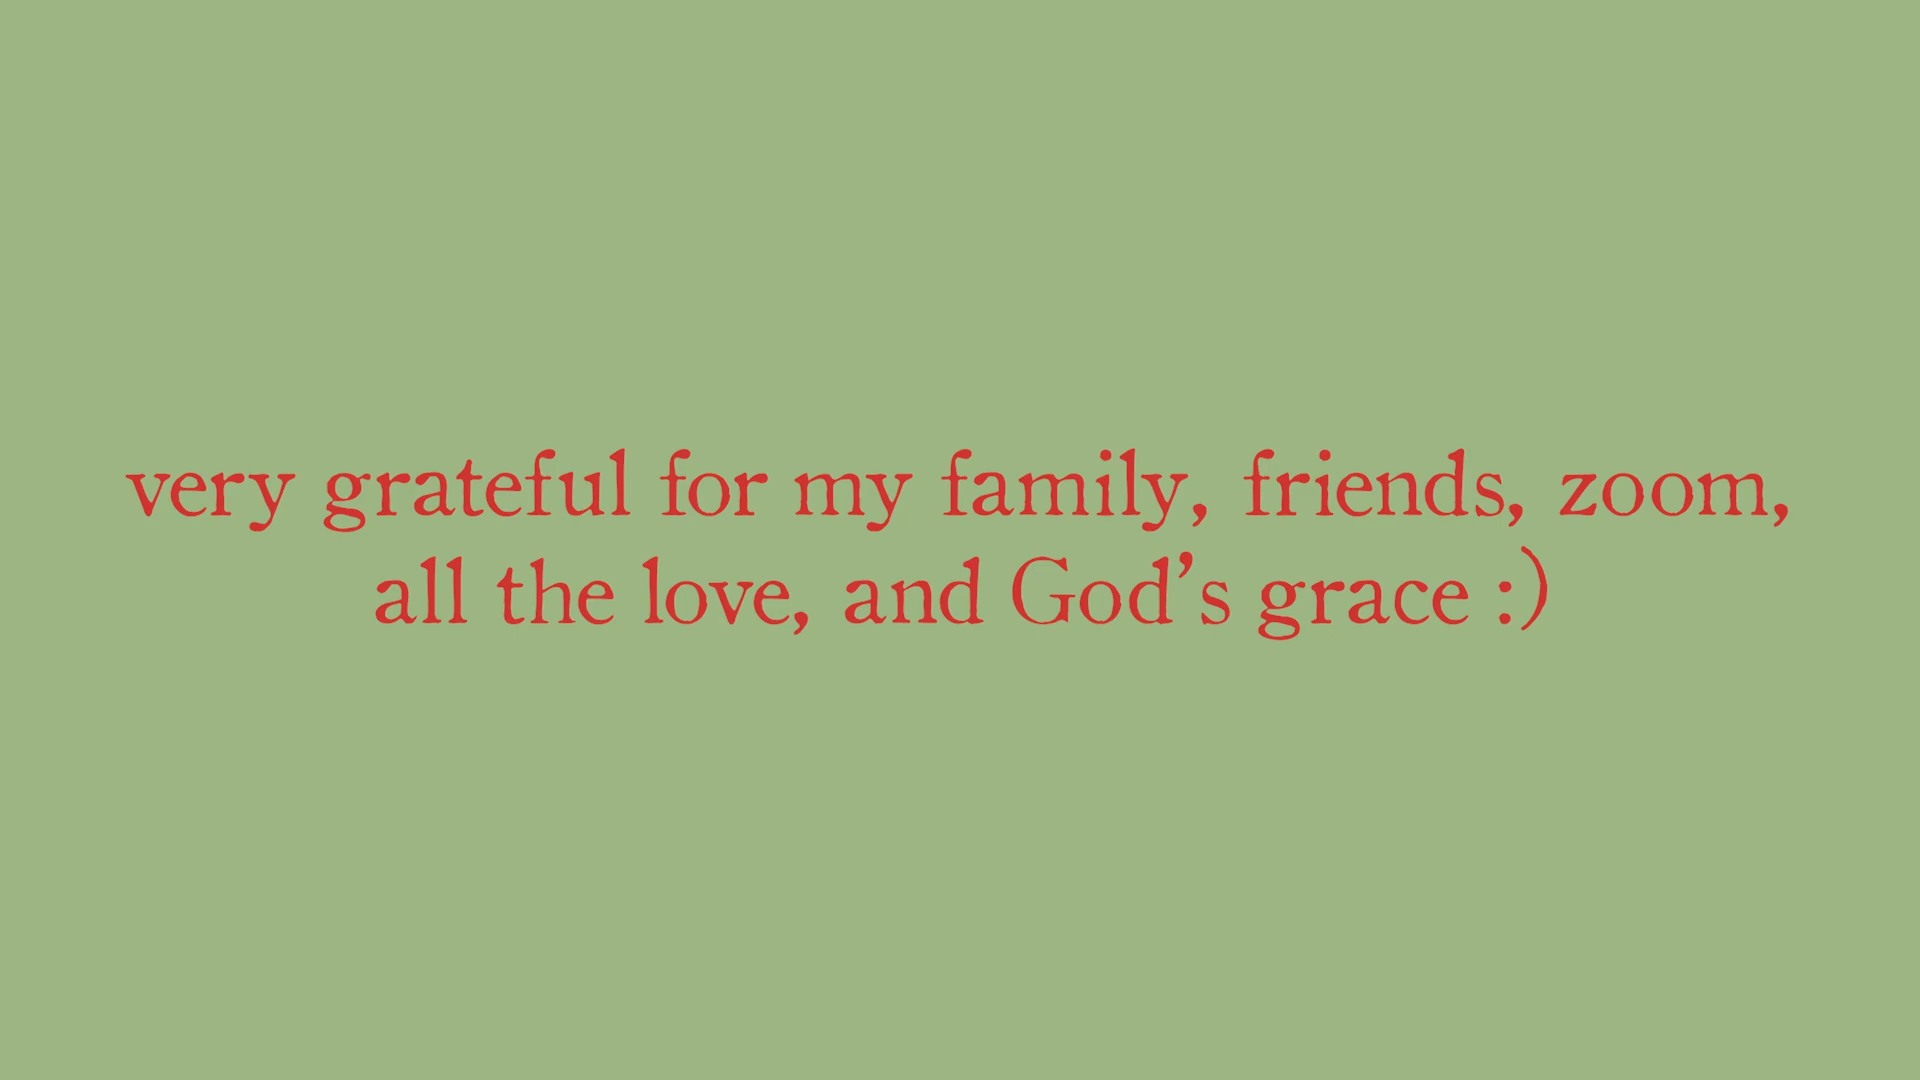 very grateful for my family, friends, zoom,
all the love, and God’s grace :)